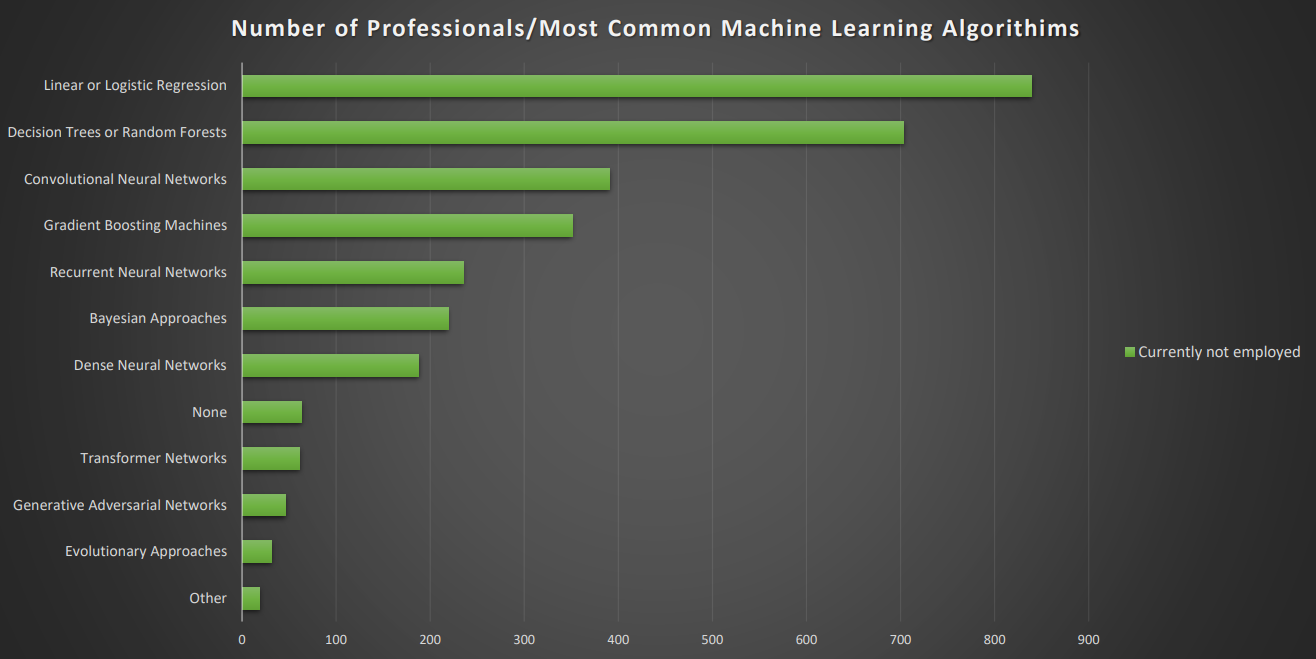 Number of Professionals/Most Common Machine Learning Algorithims
Linear or Logistic Regression
Decision Trees or Random Forests
Convolutional Neural Networks
Gradient Boosting Machines
Recurrent Neural Networks
Bayesian Approaches
Dense Neural Networks
None
Transformer Networks
Generative Adversarial Networks
Evolutionary Approaches
Other
0 100 200 300 400 500 600 700 800 900
Currently not employed